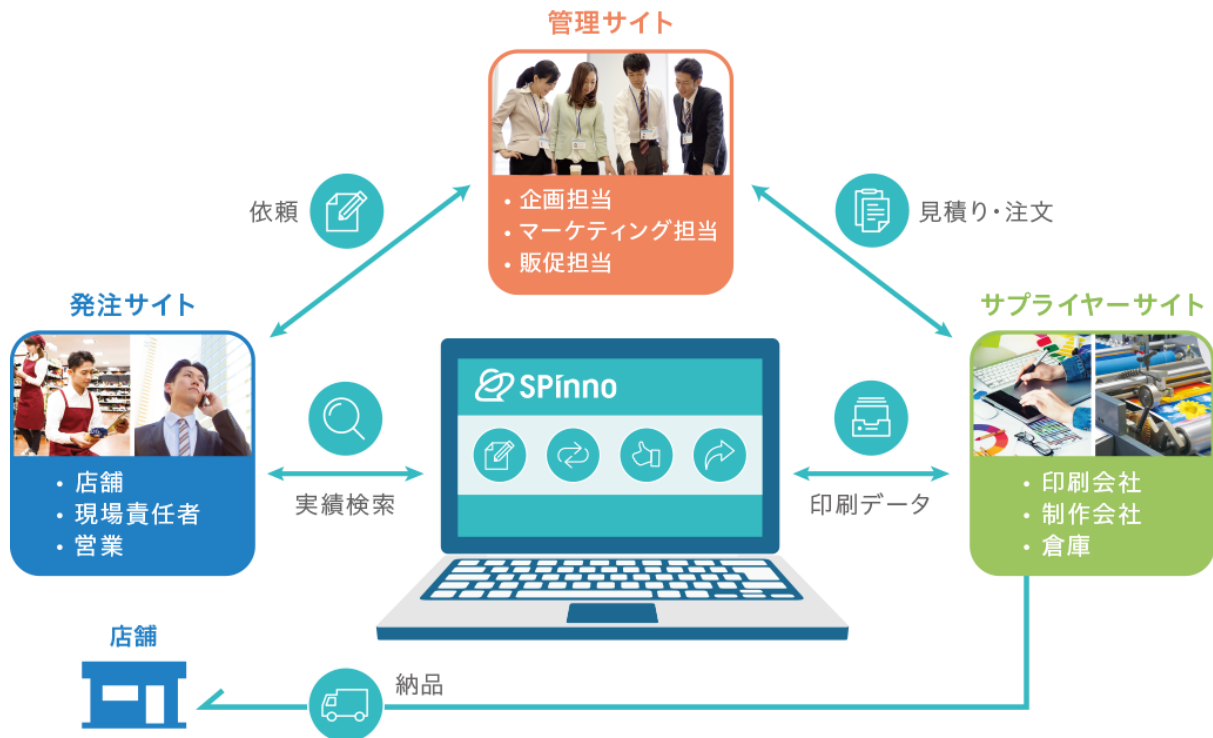 管理サイト
・企画担当
・マーケティング担当
・販促担当
依頼
見積り・注文
発注サイト
・店舗
・現場責任者
・営業
実績検索
SPinno
印刷データ
サプライヤーサイト
・印刷会社
・制作会社
・倉庫
店舗
納品